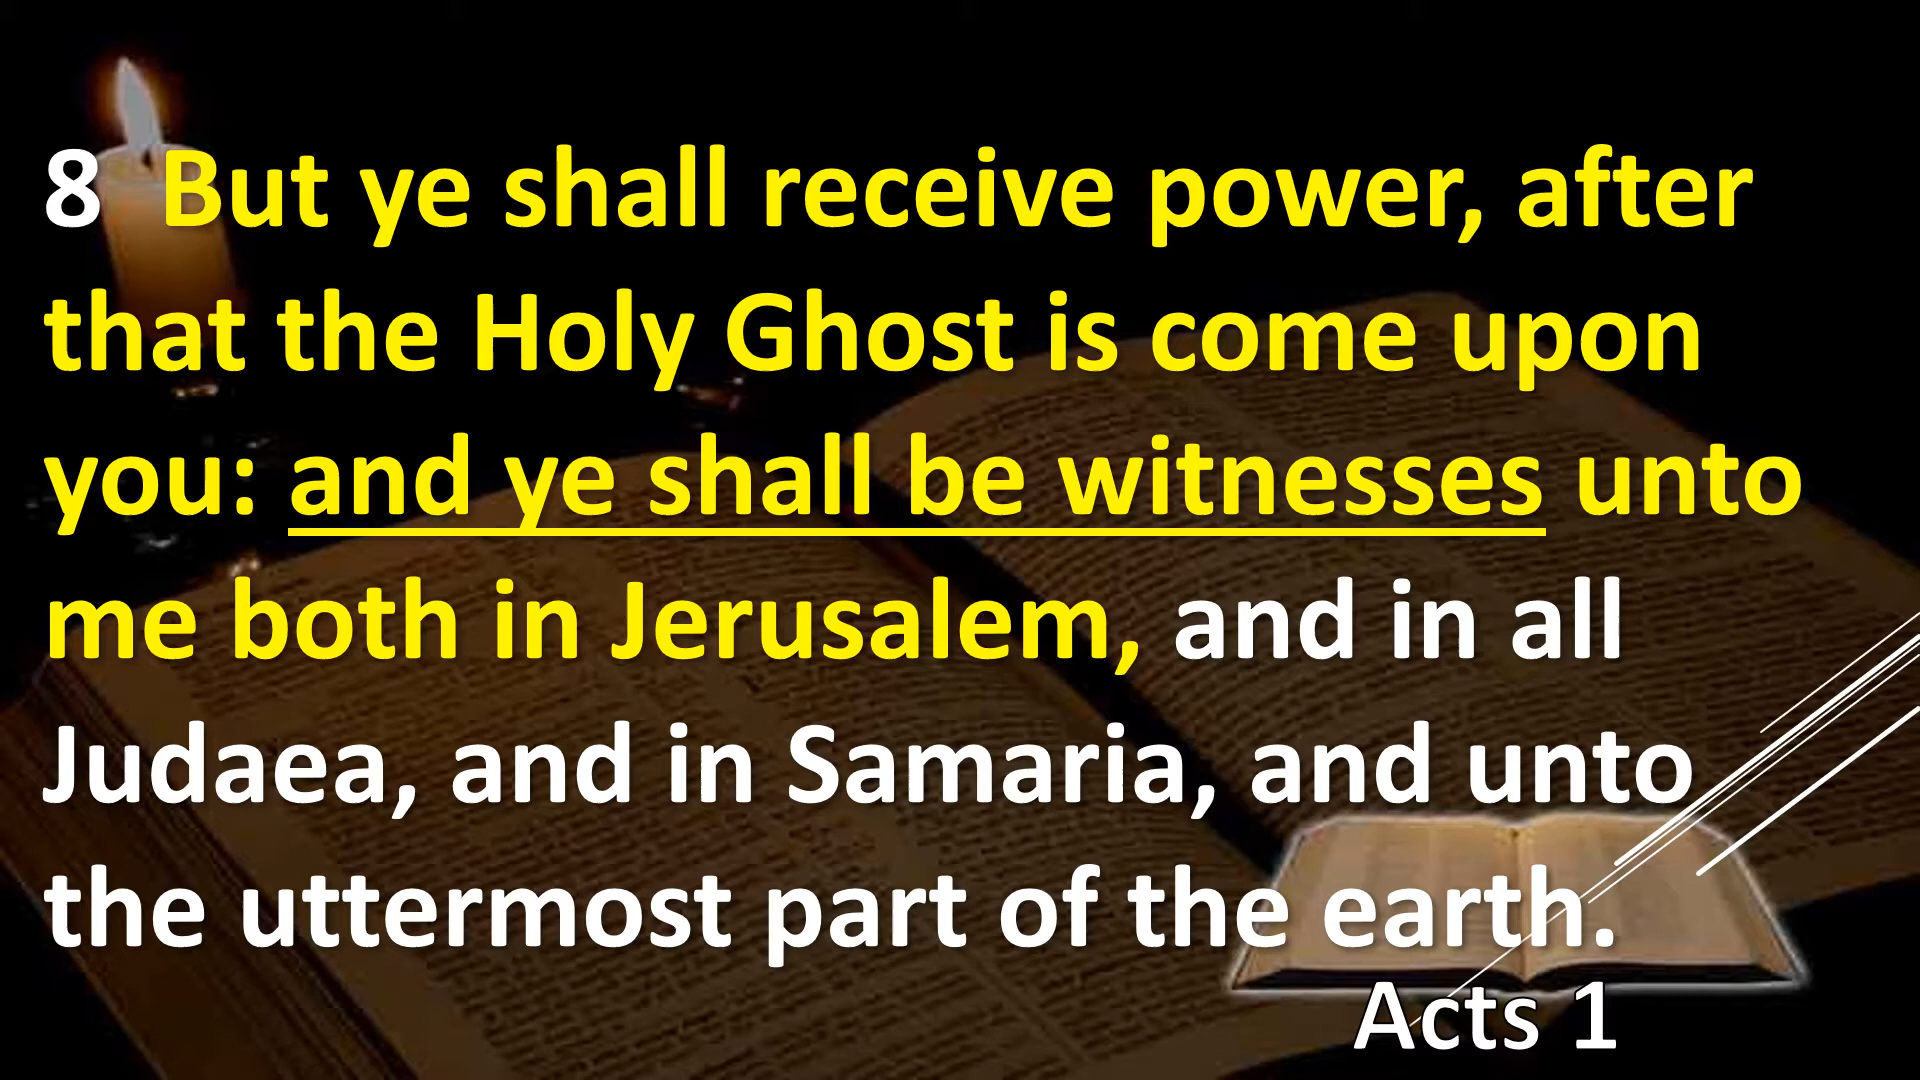 8  But ye shall receive power, after
that the Holy Ghost is come upon
you: and ye shall be witnesses unto
me both in Jerusalem, and in all
Judaea, and in Samaria, and unto
the uttermost part of the earth.
Acts 1